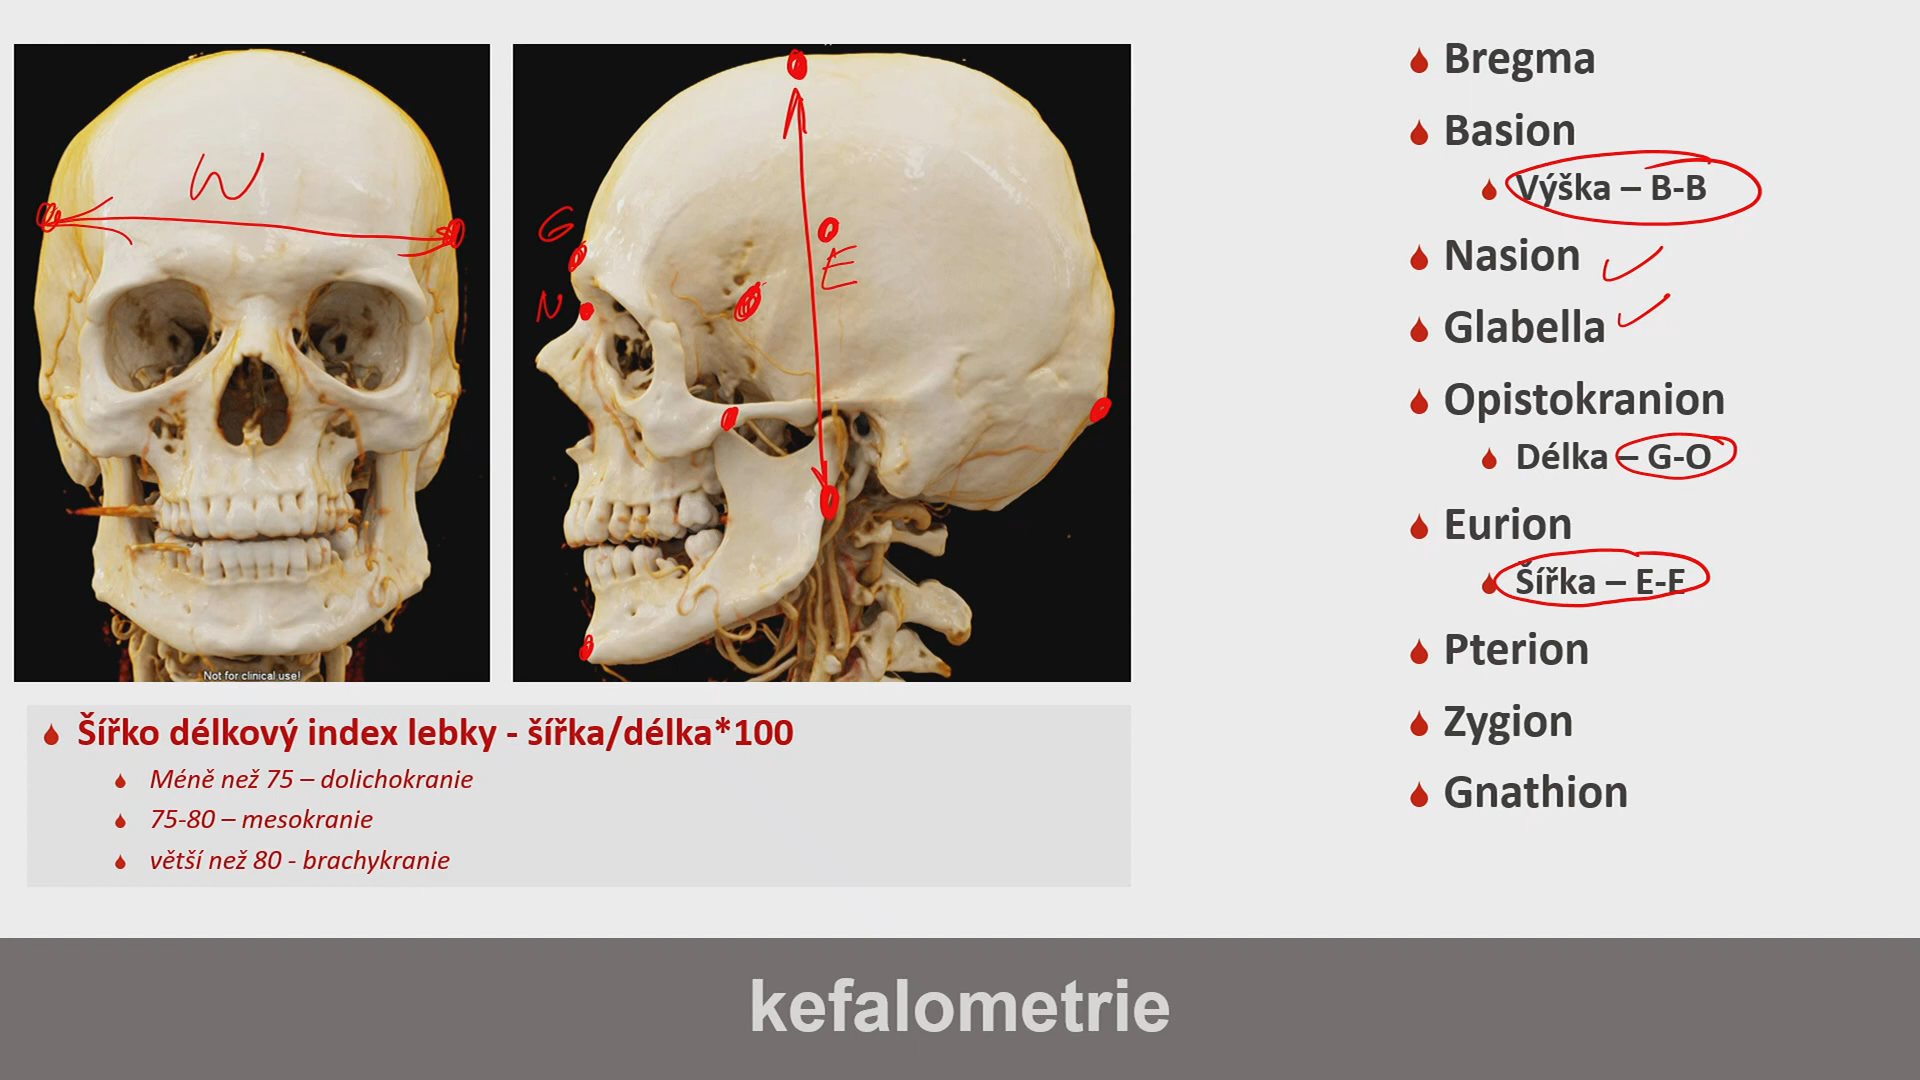 W
Not for clinical use!
G
N
E
Bregma
Basion
Výška – B-B
Nasion
Glabella
Opistokranion
Délka – G-O
Eurion
Šířka – E-E
Pterion
Zygion
Gnathion
Šířko délkový index lebky - šířka/délka*100
Méně než 75 – dolichokranie
75-80 – mesokranie
větší než 80 - brachykranie
kefalometrie